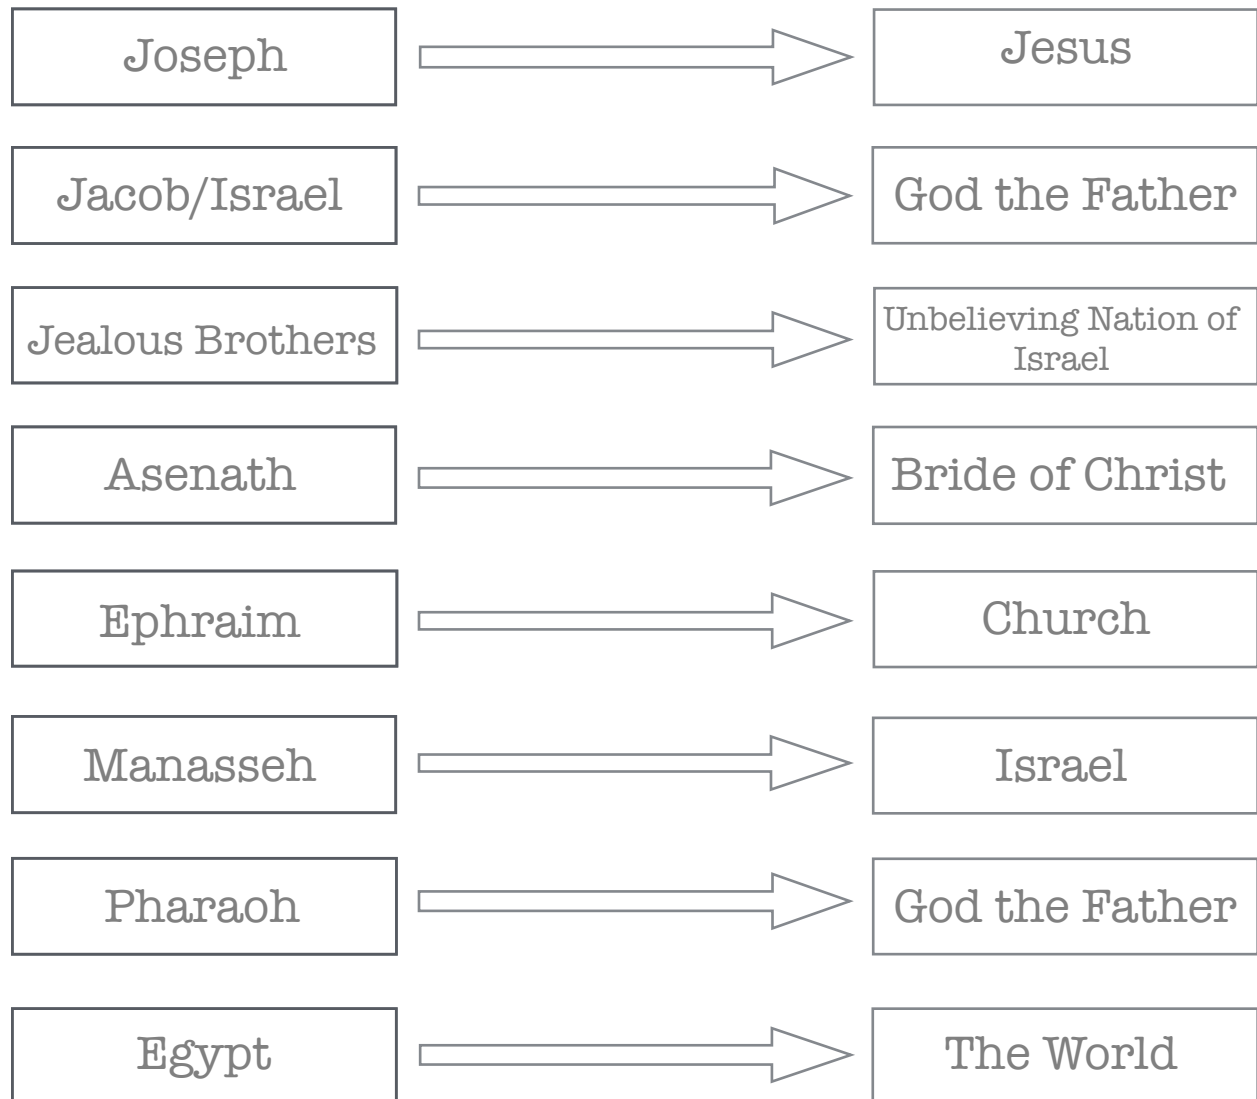 Joseph
Jesus
Jacob/Israel
God the Father
Jealous Brothers
Unbelieving Nation of
Israel
Asenath
Bride of Christ
Ephraim
Church
Manasseh
Israel
Pharaoh
God the Father
Egypt
The World